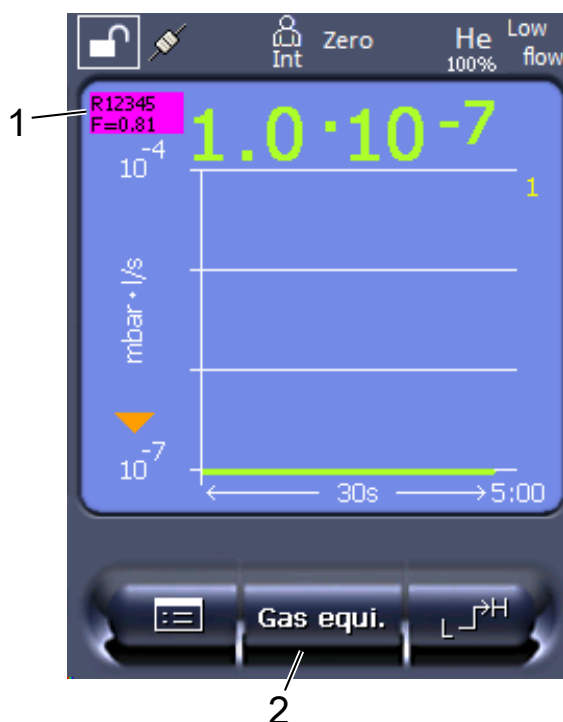 Int
Zero
He
100%
Low
flow
1
R12345
F=0.81
1.0·10-7
10-4
1
mbar•l/s
10-7
← 30s → 5:00
Gas equi.
L H
2